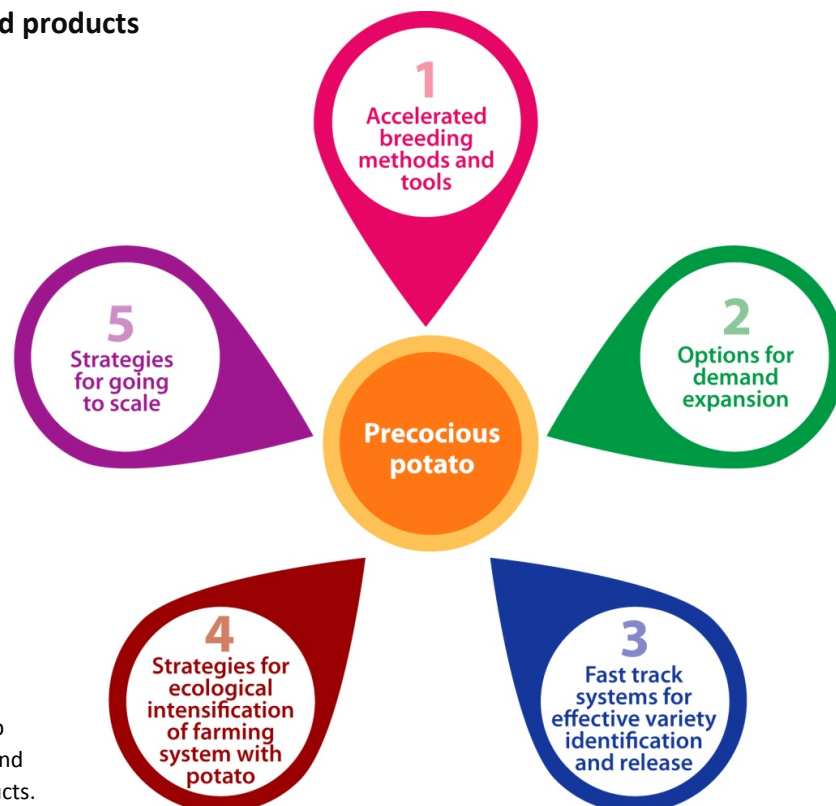 d products
1
Accelerated
breeding
methods and
tools
2
Options for
demand
expansion
3
Fast track
systems for
effective variety
identification
and release
4
Strategies for
ecological
intensification
of farming
system with
potato
5
Strategies
for going
to scale
Precocious
potato
nd
ucts.